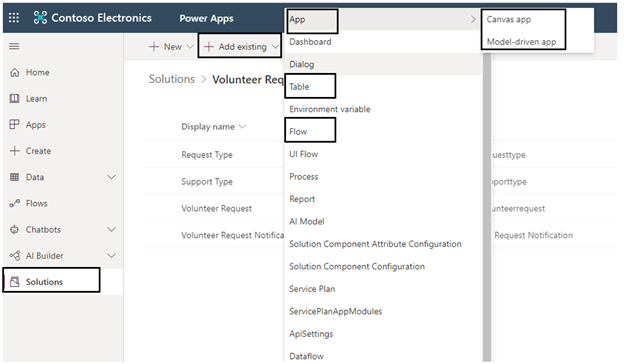 Contoso Electronics
Power Apps
New
Add existing
App
Canvas app
Model-driven app
Dashboard
Dialog
Table
Environment variable
Flow
UI Flow
Process
Report
AI Model
Solution Component Attribute Configuration
Solution Component Configuration
Service Plan
ServicePlanAppModules
ApiSettings
Dataflow
Home
Learn
Apps
Create
Data
Flows
Chatbots
AI Builder
Solutions
Solutions > Volunteer Req
Display name
Request Type
questtype
Support Type
pporttype
Volunteer Request
unteerrequest
Volunteer Request Notifica
Request Notification